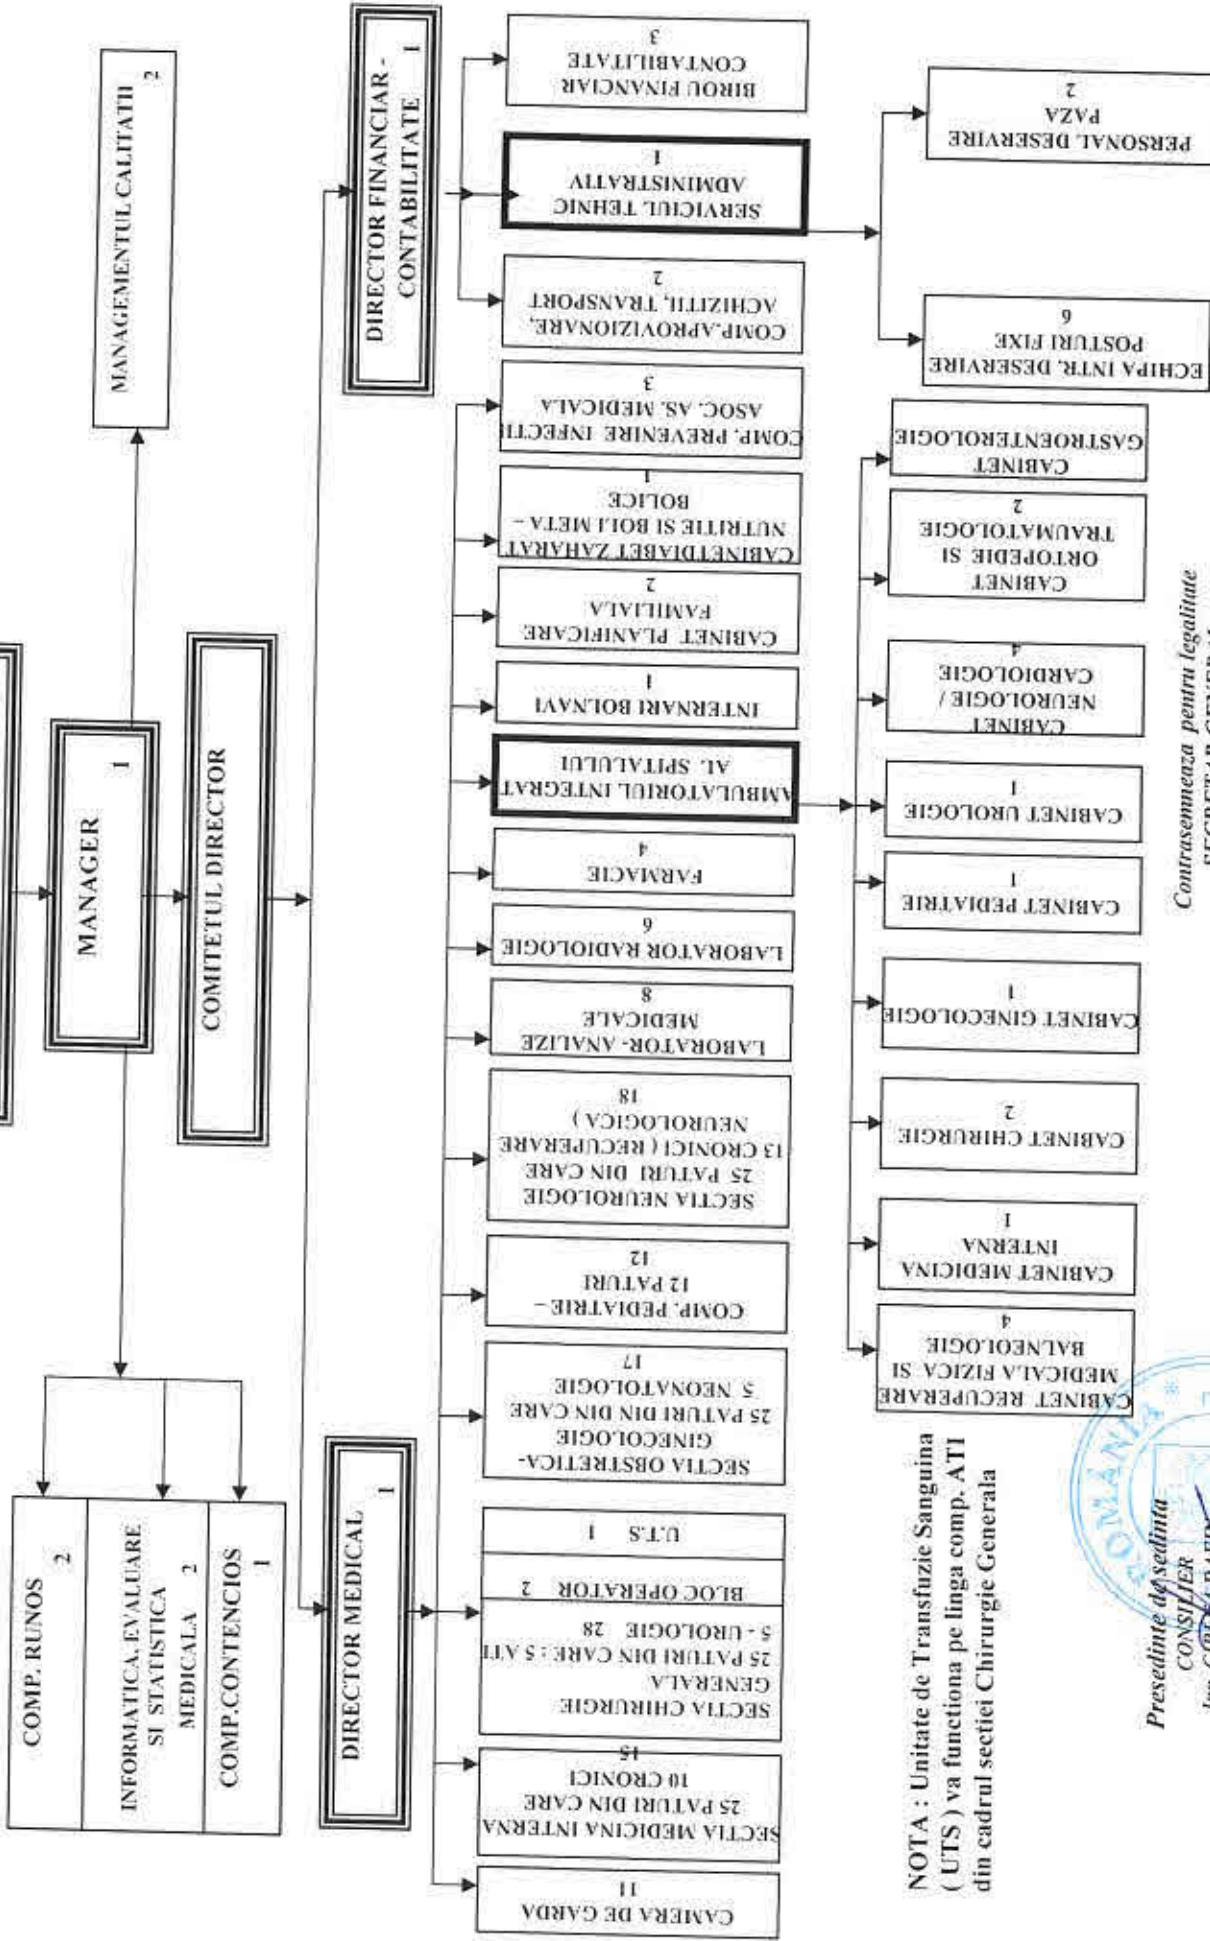 MANAGER
1
MANAGEMENTUL CALITATII
2
COMITETUL DIRECTOR
COMP. RUNOS
2
INFORMATICA, EVALUARE
SI STATISTICA
MEDICALA 2
COMP.CONTENCIOS
1
DIRECTOR MEDICAL
1
DIRECTOR FINANCIAR -
CONTABILITATE 1
CAMERA DE GARDA
11
SECTIA MEDICINA INTERNA
25 PATURI DIN CARE
10 CRONICI
15
SECTIA CHIRURGIE
GENERALA
25 PATURI DIN CARE : 5 ATI
5 - UROLOGIE 28
BLOC OPERATOR 2
U.T.S 1
SECTIA OBSTRETICA-
GINECOLOGIE
25 PATURI DIN DIN CARE
5 NEONATOLOGIE
17
COMP. PEDIATRIE –
12 PATURI
12
SECTIA NEUROLOGIE
25 PATURI DIN CARE
13 CRONICI ( RECUPERARE
NEUROLOGICA )
18
LABORATOR- ANALIZE
MEDICALE
8
LABORATOR RADIOLOGIE
6
FARMACIE
4
AMBULATORIUL INTEGRAT
AL SPITALULUI
INTERNARI BOLNAVI
1
CABINET PLANIFICARE
FAMILIALA
2
CABINETDIABET ZAHARAT
NUTRITIE SI BOLI META –
BOLICE
1
COMP. PREVENIRE INFECTII
ASOC. AS. MEDICALA
3
COMP.APROVIZIONARE,
ACHIZITII, TRANSPORT
2
SERVICIUL TEHNIC
ADMINISTRATIV
1
BIROU FINANCIAR
CONTABILITATE
3
CABINET RECUPERARE
MEDICALA FIZICA SI
BALNEOLOGIE
4
CABINET MEDICINA
INTERNA
1
CABINET CHIRURGIE
2
CABINET GINECOLOGIE
1
CABINET PEDIATRIE
1
CABINET UROLOGIE
1
CABINET
NEUROLOGIE /
CARDIOLOGIE
4
CABINET
ORTOPEDIE SI
TRAUMATOLOGIE
2
CABINET
GASTROENTEROLOGIE
ECHIPA INTR. DESERVIRE
POSTURI FIXE
6
PERSONAL DESERVIRE
PAZA
2
NOTA : Unitate de Transfuzie Sanguina
( UTS ) va functiona pe linga comp. ATI
din cadrul sectiei Chirurgie Generala
ROMÂNIA
Presedinte de sedinta
CONSILIER
Contrasemneaza pentru legalitate
SECRETAR GENERAL